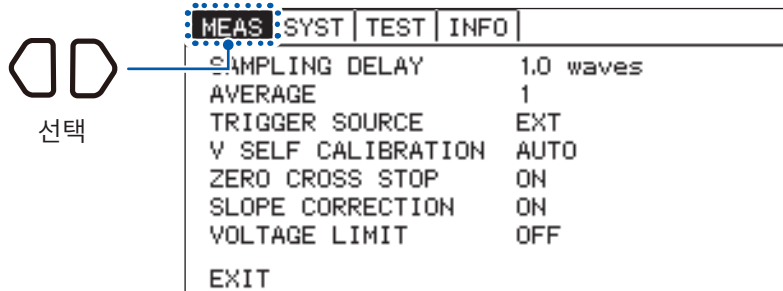 MEAS SYST TEST INFO
SAMPLING DELAY 1.0 waves
AVERAGE 1
TRIGGER SOURCE EXT
V SELF CALIBRATION AUTO
ZERO CROSS STOP ON
SLOPE CORRECTION ON
VOLTAGE LIMIT OFF
EXIT
선택